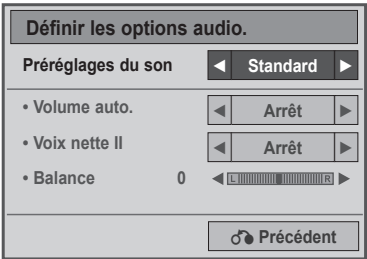 Définir les options audio.
Préréglages du son ◄ Standard ►
• Volume auto. ◄ Arrêt ►
• Voix nette II ◄ Arrêt ►
• Balance 0 ◄ L R ►
Précédent